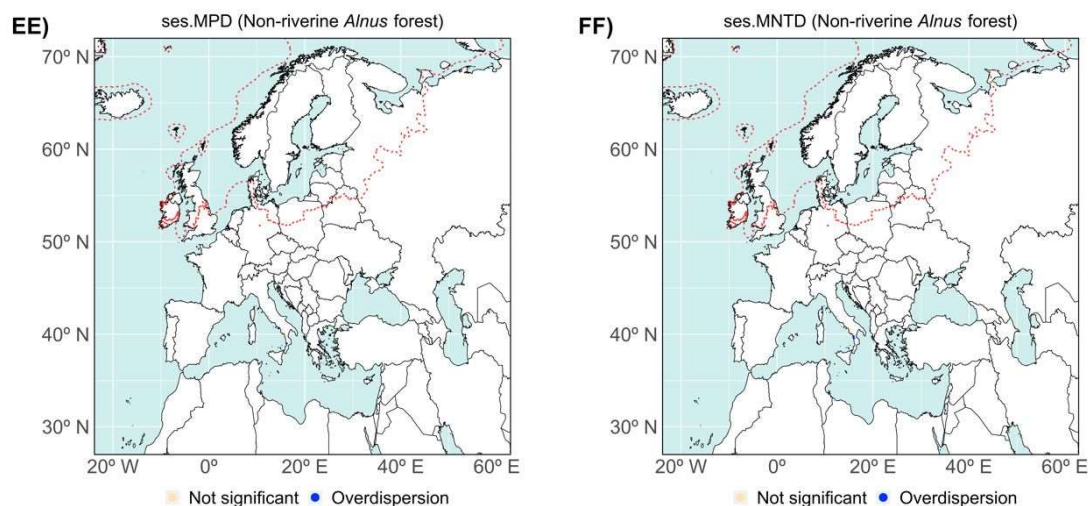 EE) ses.MPD (Non-riverine Alnus forest)
70º N
60º N
50º N
40º N
30º N
20º W 0º 20º E 40º E 60º E
Not significant Overdispersion
FF) ses.MNTD (Non-riverine Alnus forest)
70º N
60º N
50º N
40º N
30º N
20º W 0º 20º E 40º E 60º E
Not significant Overdispersion